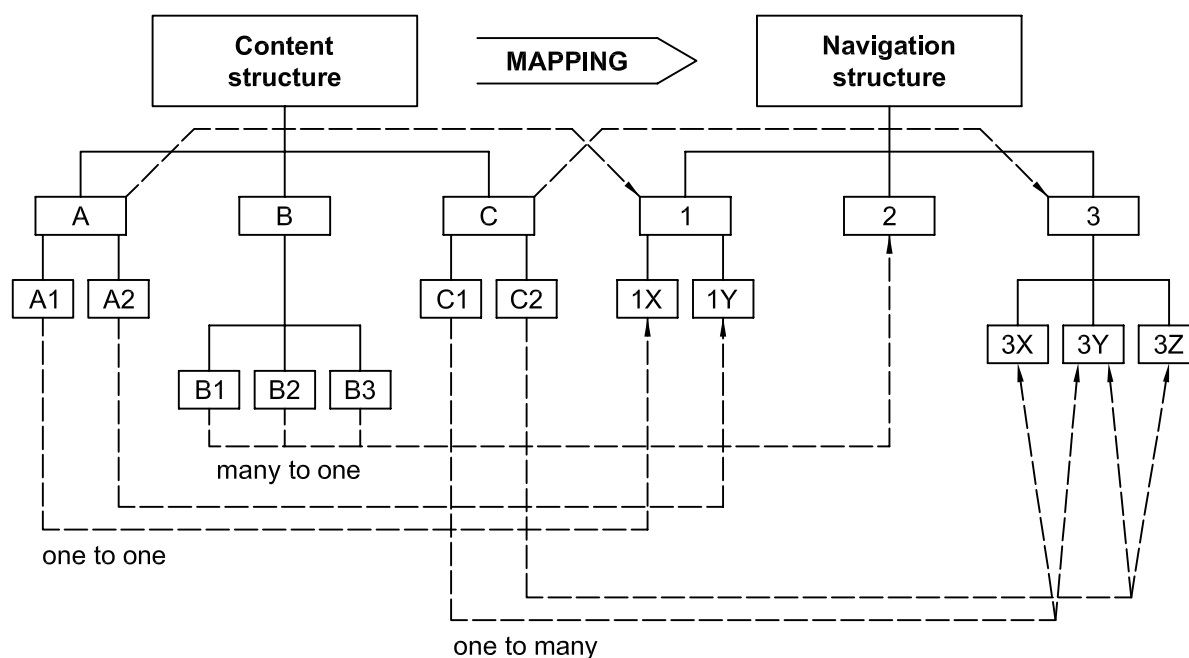 Content
structure
MAPPING
Navigation
structure
A
B
C
1
2
3
A1
A2
C1
C2
1X
1Y
3X
3Y
3Z
B1
B2
B3
many to one
one to one
one to many